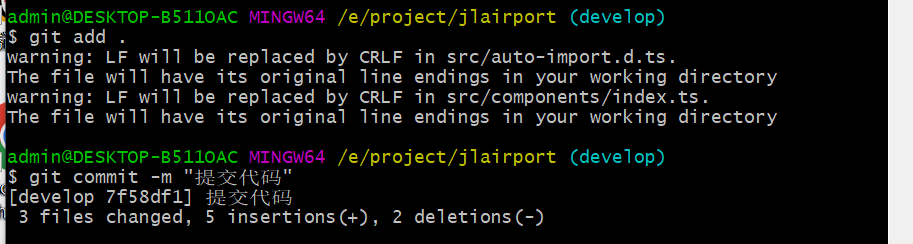 admin@DESKTOP-B511OAC MINGW64 /e/project/jlairport (develop)
$ git add .
warning: LF will be replaced by CRLF in src/auto-import.d.ts.
The file will have its original line endings in your working directory
warning: LF will be replaced by CRLF in src/components/index.ts.
The file will have its original line endings in your working directory
admin@DESKTOP-B511OAC MINGW64 /e/project/jlairport (develop)
$ git commit -m "提交代码"
[develop 7f58df1] 提交代码
3 files changed, 5 insertions(+), 2 deletions(-)